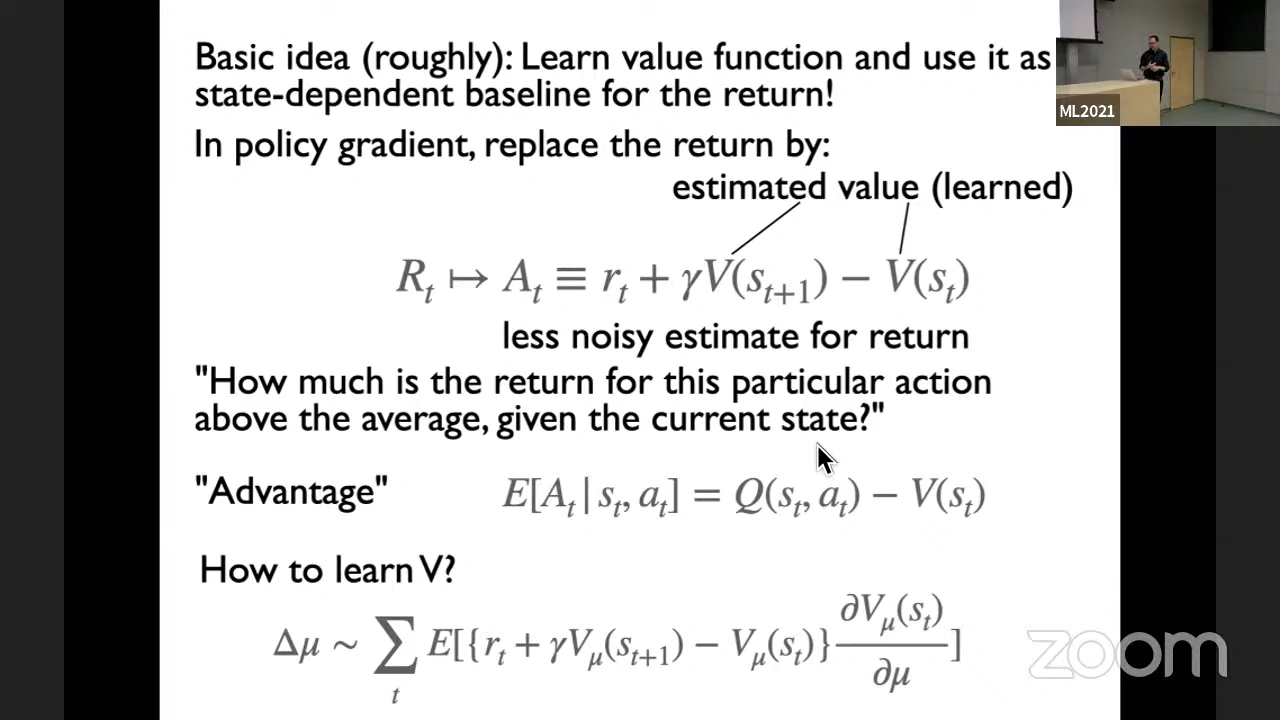 Basic idea (roughly): Learn value function and use it as
state-dependent baseline for the return!
ML2021
In policy gradient, replace the return by:
estimated value (learned)
R_t ↦ A_t ≡ r_t + γV(s_{t+1}) − V(s_t)
less noisy estimate for return
"How much is the return for this particular action
above the average, given the current state?"
"Advantage" E[A_t | s_t, a_t] = Q(s_t, a_t) − V(s_t)
How to learn V?
Δμ ~ ∑_t E[{r_t + γV_μ(s_{t+1}) − V_μ(s_t)} ∂V_μ(s_t)/∂μ]
zoom